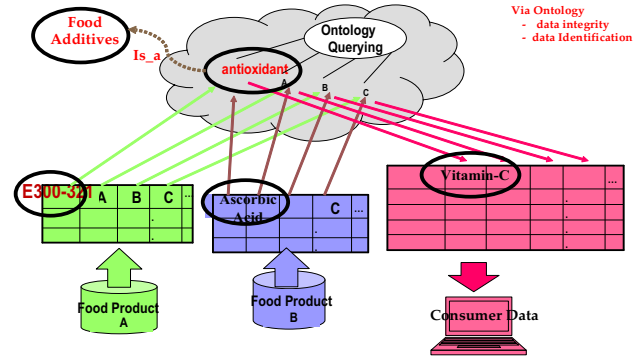 Via Ontology
- data integrity
- data Identification
Food
Additives
Ontology
Querying
Is_a
antioxidant
A
B
C
E300-321
A
B
C
...
.
.
Ascorbic
Acid
C
...
.
.
Vitamin-C
...
.
.
Food Product
A
Food Product
B
Consumer Data